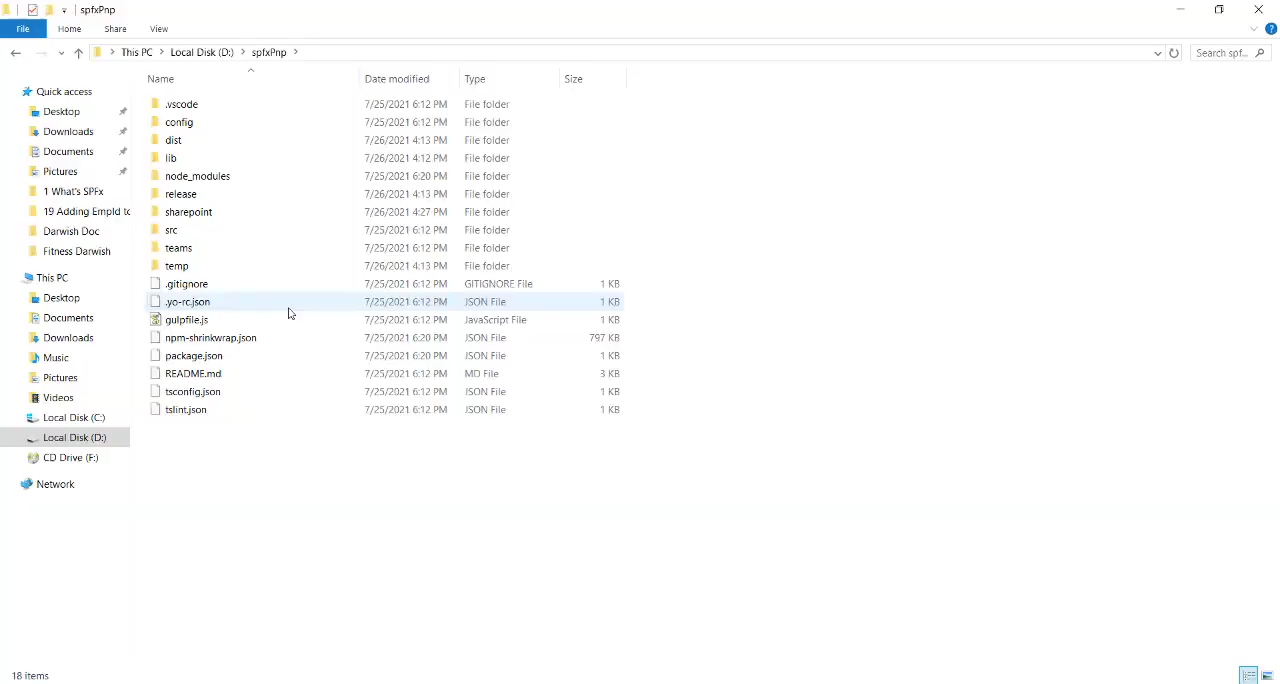 spfxPnp
File Home Share View
This PC Local Disk (D:) spfxPnp Search spf...
Name Date modified Type Size
Quick access
Desktop
Downloads
Documents
Pictures
1 What's SPFx
19 Adding EmpId to
Darwish Doc
Fitness Darwish
This PC
Desktop
Documents
Downloads
Music
Pictures
Videos
Local Disk (C:)
Local Disk (D:)
CD Drive (F:)
Network
.vscode 7/25/2021 6:12 PM File folder
config 7/25/2021 6:12 PM File folder
dist 7/26/2021 4:13 PM File folder
lib 7/26/2021 4:12 PM File folder
node_modules 7/25/2021 6:20 PM File folder
release 7/26/2021 4:13 PM File folder
sharepoint 7/26/2021 4:27 PM File folder
src 7/25/2021 6:12 PM File folder
teams 7/25/2021 6:12 PM File folder
temp 7/26/2021 4:13 PM File folder
.gitignore 7/25/2021 6:12 PM GITIGNORE File 1 KB
.yo-rc.json 7/25/2021 6:12 PM JSON File 1 KB
gulpfile.js 7/25/2021 6:12 PM JavaScript File 1 KB
npm-shrinkwrap.json 7/25/2021 6:20 PM JSON File 797 KB
package.json 7/25/2021 6:20 PM JSON File 1 KB
README.md 7/25/2021 6:12 PM MD File 3 KB
tsconfig.json 7/25/2021 6:12 PM JSON File 1 KB
tslint.json 7/25/2021 6:12 PM JSON File 1 KB
18 items